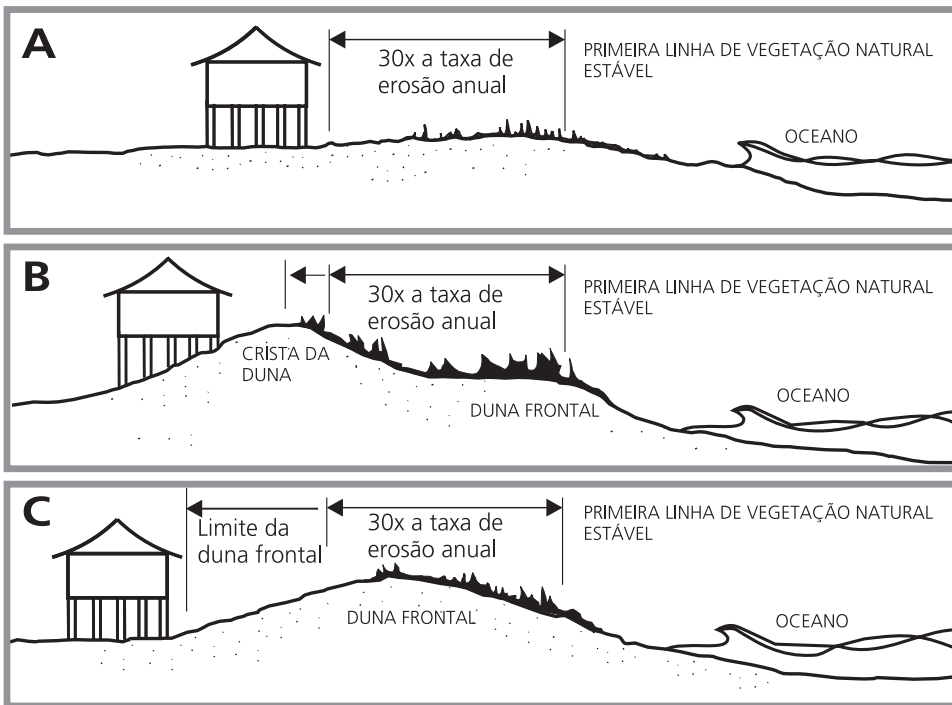 A
30x a taxa de
erosão anual
PRIMEIRA LINHA DE VEGETAÇÃO NATURAL
ESTÁVEL
OCEANO
B
30x a taxa de
erosão anual
PRIMEIRA LINHA DE VEGETAÇÃO NATURAL
ESTÁVEL
CRISTA DA
DUNA
DUNA FRONTAL
OCEANO
C
Limite da
duna frontal
30x a taxa de
erosão anual
PRIMEIRA LINHA DE VEGETAÇÃO NATURAL
ESTÁVEL
DUNA FRONTAL
OCEANO